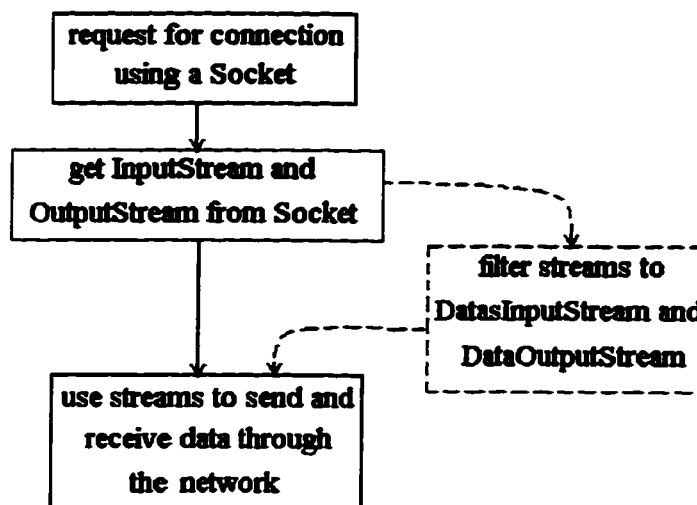 request for connection
using a Socket
get InputStream and
OutputStream from Socket
filter streams to
DatasInputStream and
DataOutputStream
use streams to send and
receive data through
the network